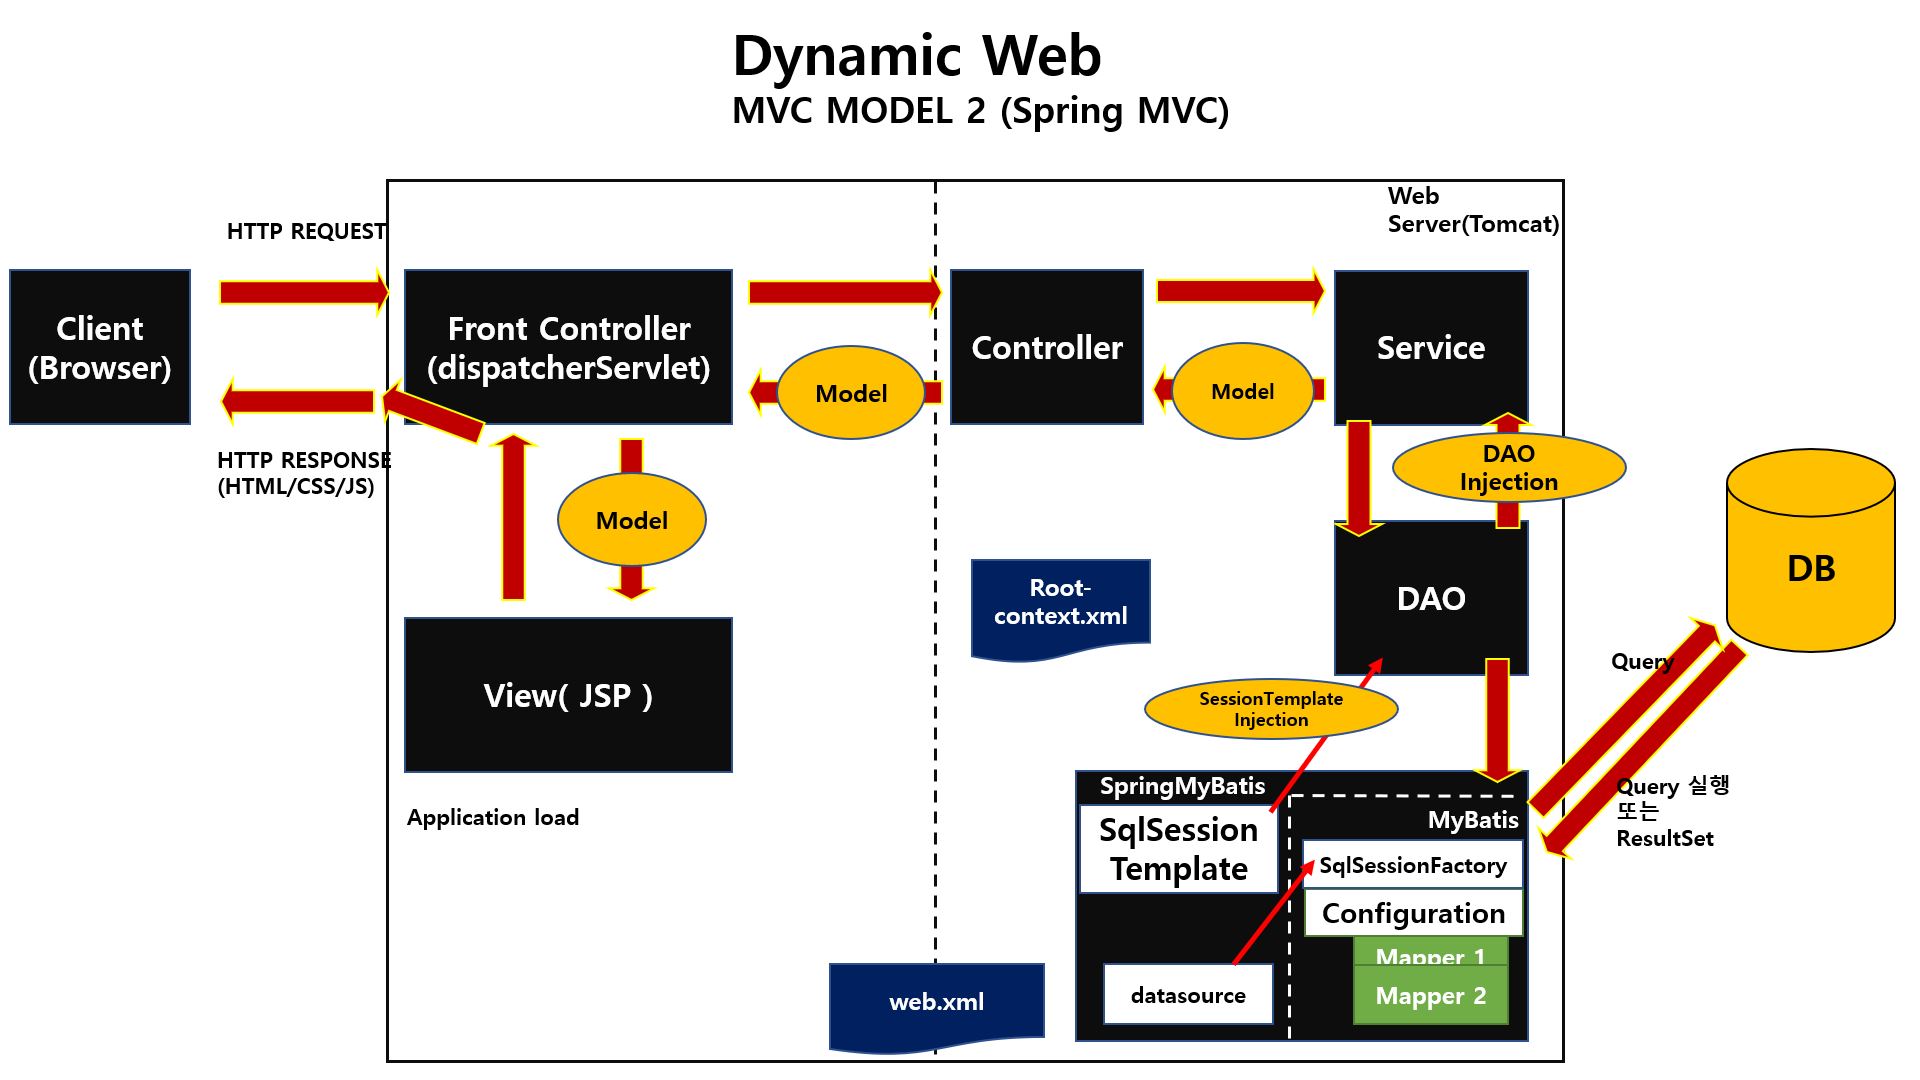 Dynamic Web
MVC MODEL 2 (Spring MVC)
Web
Server(Tomcat)
HTTP REQUEST
Client
(Browser)
Front Controller
(dispatcherServlet)
Controller
Service
Model
Model
HTTP RESPONSE
(HTML/CSS/JS)
Model
DAO
Injection
DB
Root-
context.xml
DAO
View( JSP )
Query
SessionTemplate
Injection
Application load
SpringMyBatis
SqlSession
Template
MyBatis
SqlSessionFactory
Configuration
Mapper 1
Mapper 2
datasource
Query 실행
또는
ResultSet
web.xml